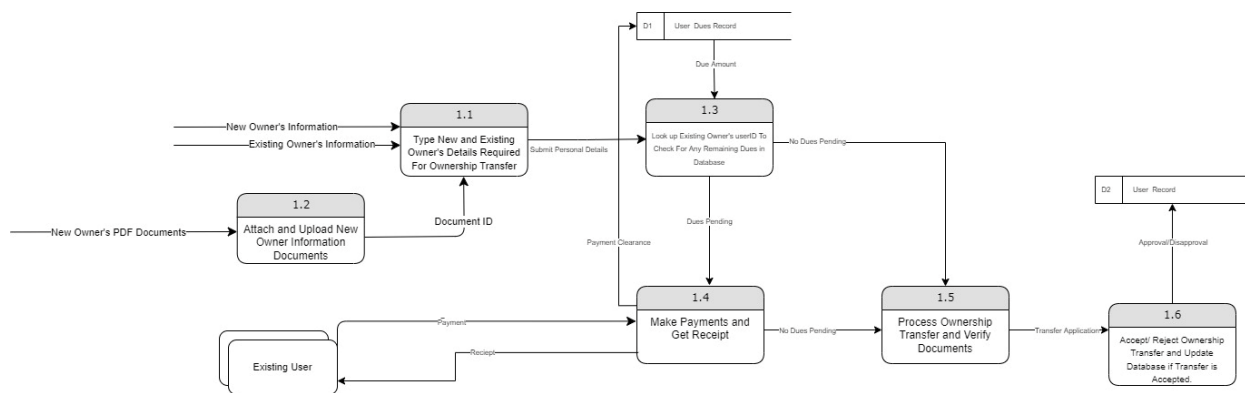 D1 User Dues Record
Due Amount
1.1
Type New and Existing
Owner's Details Required
For Ownership Transfer
New Owner's Information
Existing Owner's Information
Submit Personal Details
1.3
Look up Existing Owner's userID To
Check For Any Remaining Dues in
Database
No Dues Pending
1.2
Attach and Upload New
Owner Information
Documents
New Owner's PDF Documents
Document ID
Dues Pending
Payment Clearance
D2 User Record
Approval/Disapproval
1.4
Make Payments and
Get Receipt
No Dues Pending
1.5
Process Ownership
Transfer and Verify
Documents
Transfer Application
1.6
Accept/ Reject Ownership
Transfer and Update
Database if Transfer is
Accepted.
Payment
Reciept
Existing User